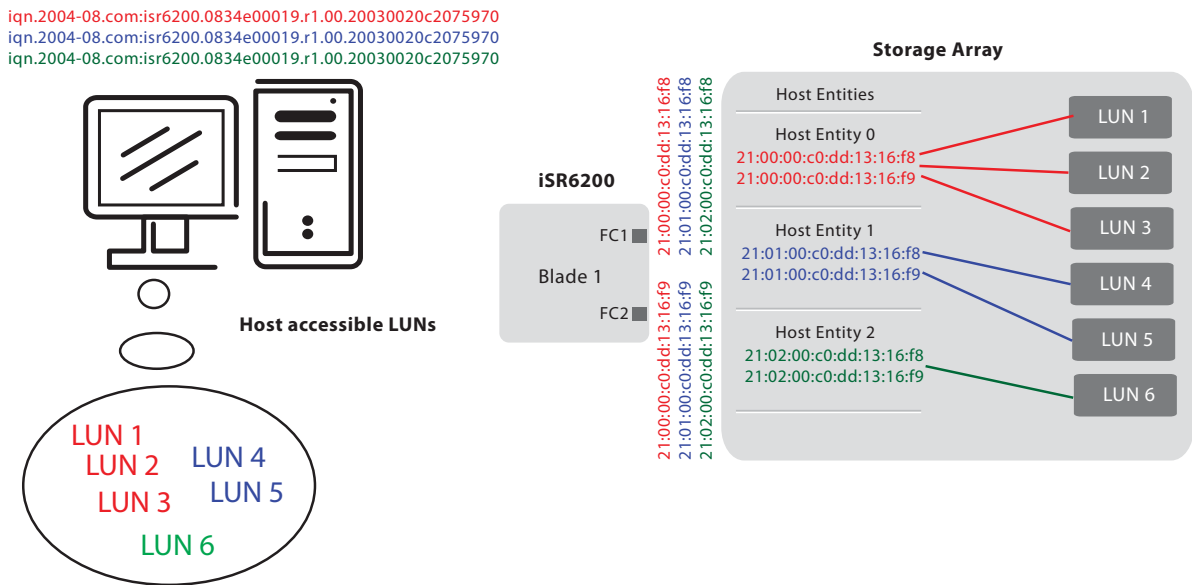 iqn.2004-08.com:isr6200.0834e00019.r1.00.20030020c2075970
iqn.2004-08.com:isr6200.0834e00019.r1.00.20030020c2075970
iqn.2004-08.com:isr6200.0834e00019.r1.00.20030020c2075970
Host accessible LUNs
LUN 1
LUN 2
LUN 3
LUN 4
LUN 5
LUN 6
iSR6200
FC1
Blade 1
FC2
21:00:00:c0:dd:13:16:f8
21:01:00:c0:dd:13:16:f8
21:02:00:c0:dd:13:16:f8
21:00:00:c0:dd:13:16:f9
21:01:00:c0:dd:13:16:f9
21:02:00:c0:dd:13:16:f9
Storage Array
Host Entities
Host Entity 0
21:00:00:c0:dd:13:16:f8
21:00:00:c0:dd:13:16:f9
Host Entity 1
21:01:00:c0:dd:13:16:f8
21:01:00:c0:dd:13:16:f9
Host Entity 2
21:02:00:c0:dd:13:16:f8
21:02:00:c0:dd:13:16:f9
LUN 1
LUN 2
LUN 3
LUN 4
LUN 5
LUN 6